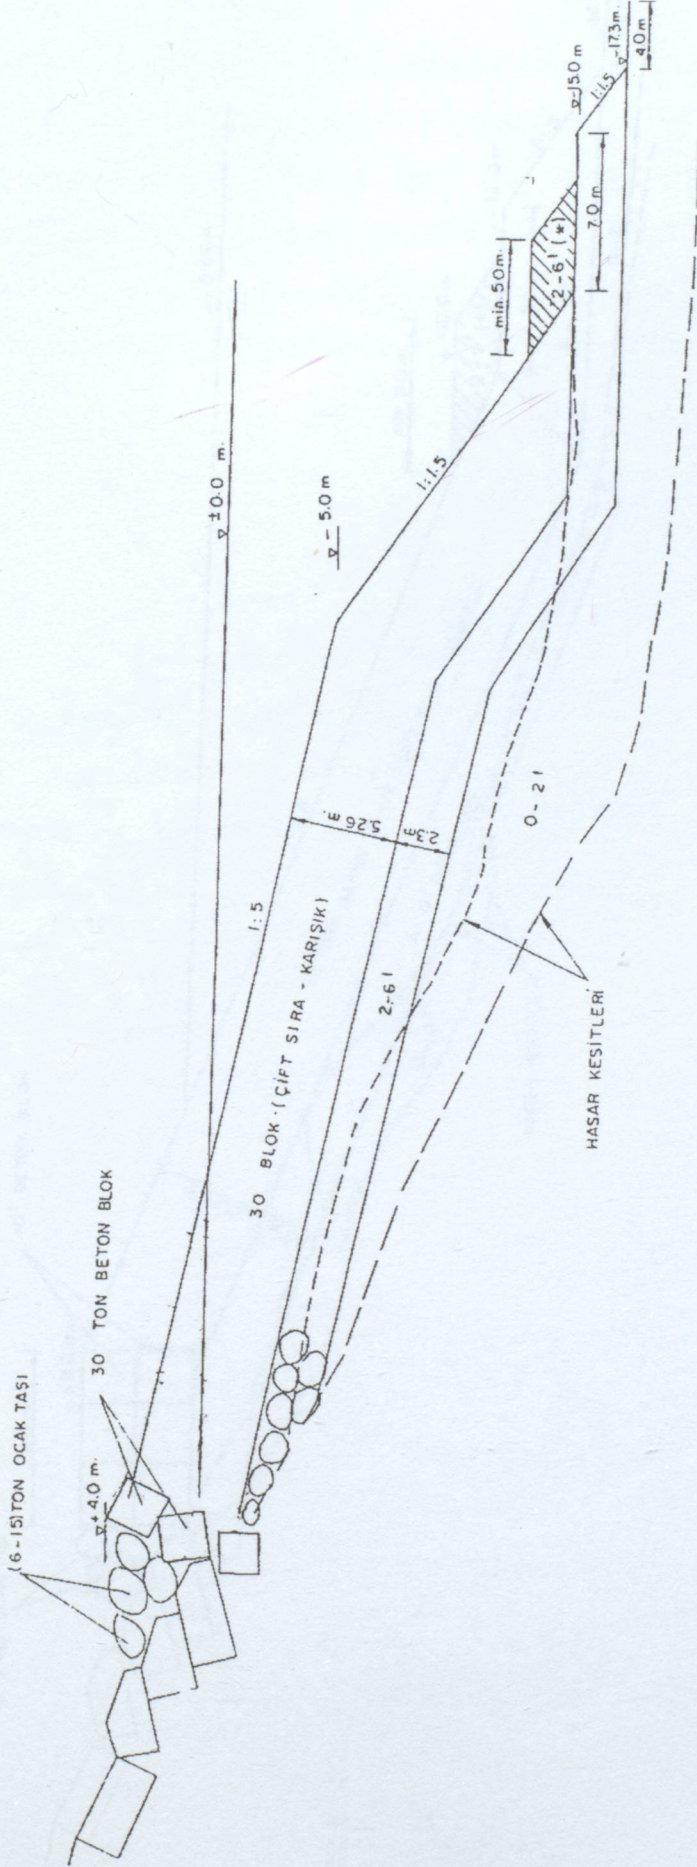 (6-15)TON OCAK TAŞI
30 TON BETON BLOK
+4.0 m.
±0.0 m.
- 5.0 m
1:5
1:1.5
30 BLOK (ÇİFT SIRA - KARIŞIK)
5.26 m.
2.3 m
2-6 t
0-2 t
HASAR KESİTLERİ
min. 5.0 m.
2-6 t (*)
7.0 m
-15.0 m
1:1.5
-17.3 m.
4.0 m